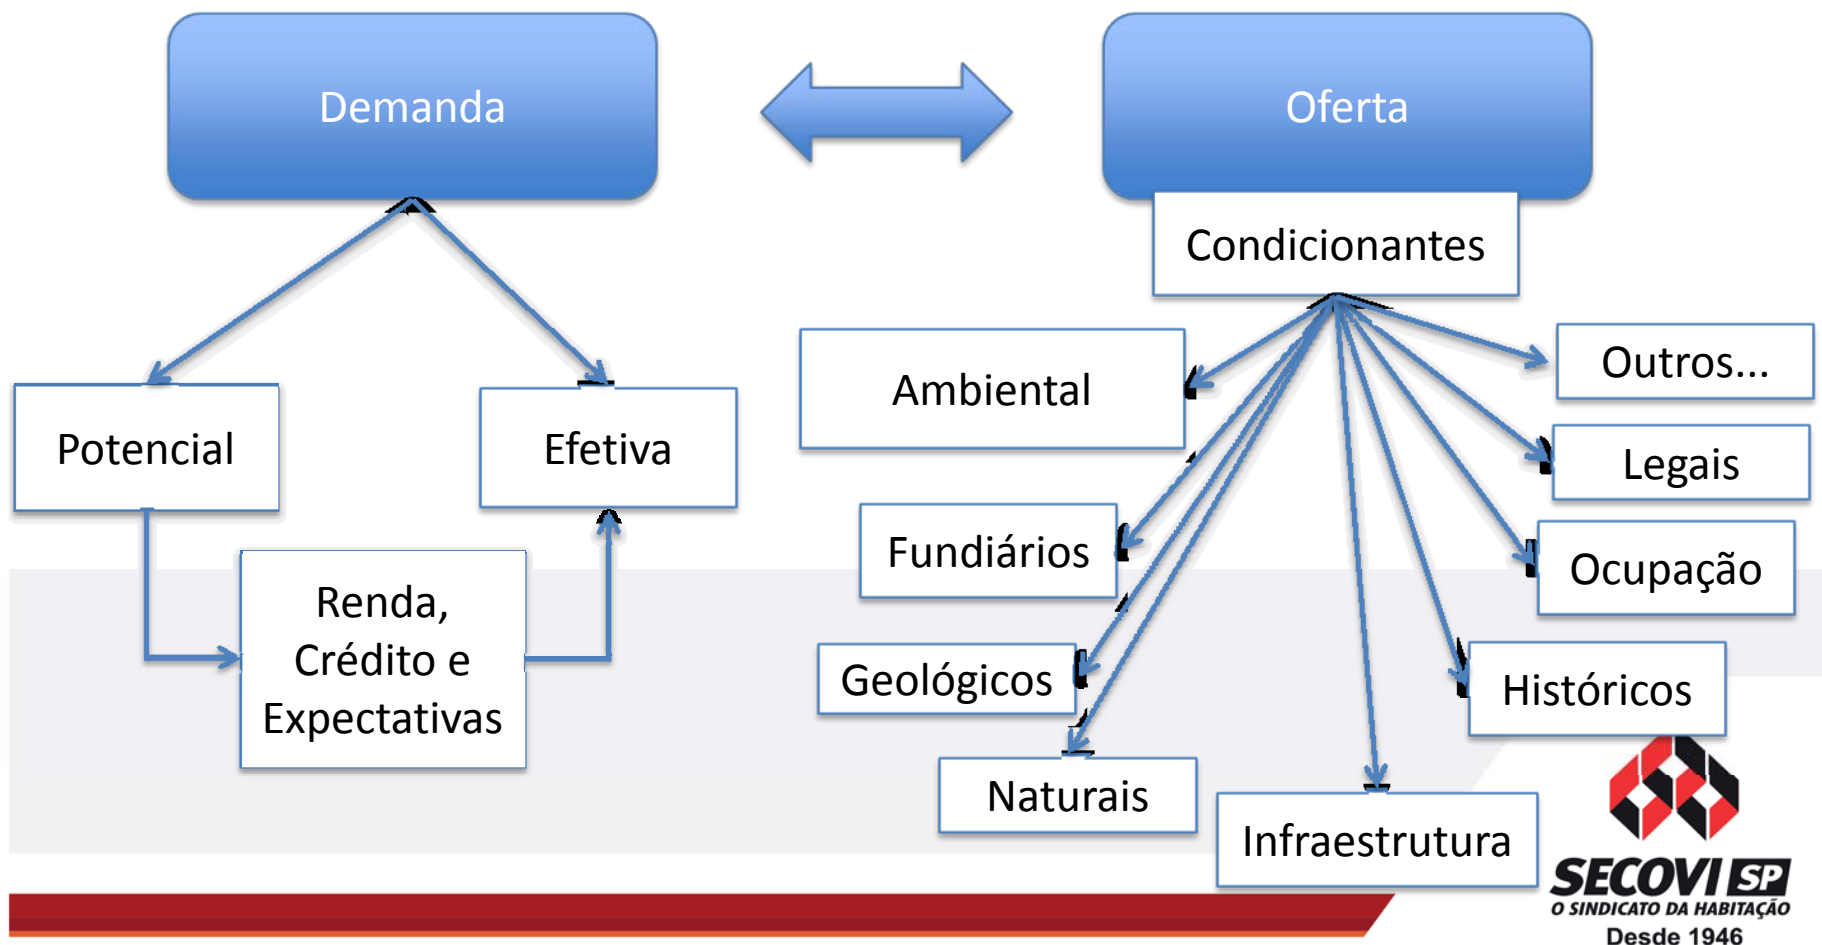 Demanda
Oferta
Condicionantes
Potencial
Efetiva
Renda,
Crédito e
Expectativas
Ambiental
Outros...
Legais
Fundiários
Ocupação
Geológicos
Históricos
Naturais
Infraestrutura
SECOVI SP
O SINDICATO DA HABITAÇÃO
Desde 1946